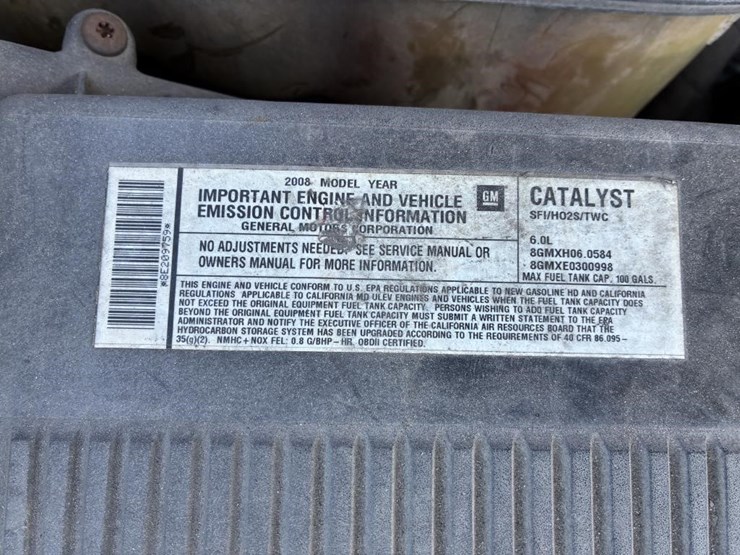 2008 MODEL YEAR
IMPORTANT ENGINE AND VEHICLE
EMISSION CONTROL INFORMATION
GENERAL MOTORS CORPORATION
GM
NO ADJUSTMENTS NEEDED. SEE SERVICE MANUAL OR
OWNERS MANUAL FOR MORE INFORMATION.
CATALYST
SFI/HO2S/TWC
6.0L
8GMXH06.0584
8GMXE0300998
MAX FUEL TANK CAP. 100 GALS.
THIS ENGINE AND VEHICLE CONFORM TO U.S. EPA REGULATIONS APPLICABLE TO NEW GASOLINE HD AND CALIFORNIA
REGULATIONS APPLICABLE TO CALIFORNIA MD ULEV ENGINES AND VEHICLES WHEN THE FUEL TANK CAPACITY DOES
NOT EXCEED THE ORIGINAL EQUIPMENT FUEL TANK CAPACITY. PERSONS WISHING TO ADD FUEL TANK CAPACITY
BEYOND THE ORIGINAL EQUIPMENT FUEL TANK CAPACITY MUST SUBMIT A WRITTEN STATEMENT TO THE EPA
ADMINISTRATOR AND NOTIFY THE EXECUTIVE OFFICER OF THE CALIFORNIA AIR RESOURCES BOARD THAT THE
HYDROCARBON STORAGE SYSTEM HAS BEEN UPGRADED ACCORDING TO THE REQUIREMENTS OF 40 CFR 86.095-
35(g)(2). NMHC+NOX FEL: 0.8 G/BHP-HR OBDII CERTIFIED.
*8E209759*